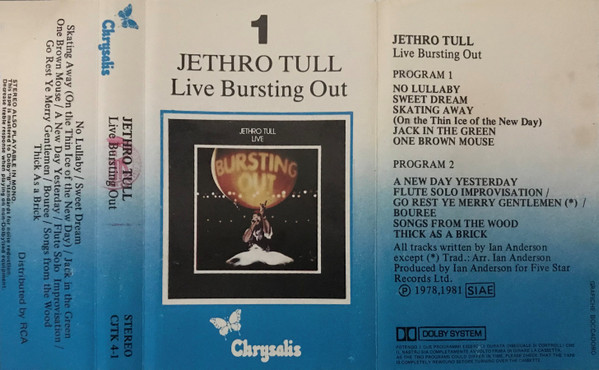 No Lullaby / Sweet Dream
Skating Away (On the Thin Ice of the New Day) / Jack in the Green
One Brown Mouse / A New Day Yesterday / Flute Solo Improvisation /
Go Rest Ye Merry Gentlemen / Bouree / Songs from the Wood
Thick As a Brick
STEREO ALSO PLAYABLE IN MONO.
Distributed by RCA
Chrysalis
JETHRO TULL
Live Bursting Out
STEREO
CJTK 4-1
1
JETHRO TULL
Live Bursting Out
JETHRO TULL
LIVE
BURSTING
OUT
Chrysalis
JETHRO TULL
Live Bursting Out
PROGRAM 1
NO LULLABY
SWEET DREAM
SKATING AWAY
(On the Thin Ice of the New Day)
JACK IN THE GREEN
ONE BROWN MOUSE
PROGRAM 2
A NEW DAY YESTERDAY
FLUTE SOLO IMPROVISATION /
GO REST YE MERRY GENTLEMEN (*) /
BOUREE
SONGS FROM THE WOOD
THICK AS A BRICK
All tracks written by Ian Anderson
except (*) Trad.: Arr. Ian Anderson
Produced by Ian Anderson for Five Star
Records Ltd.
℗ 1978,1981 SIAE
DOLBY SYSTEM